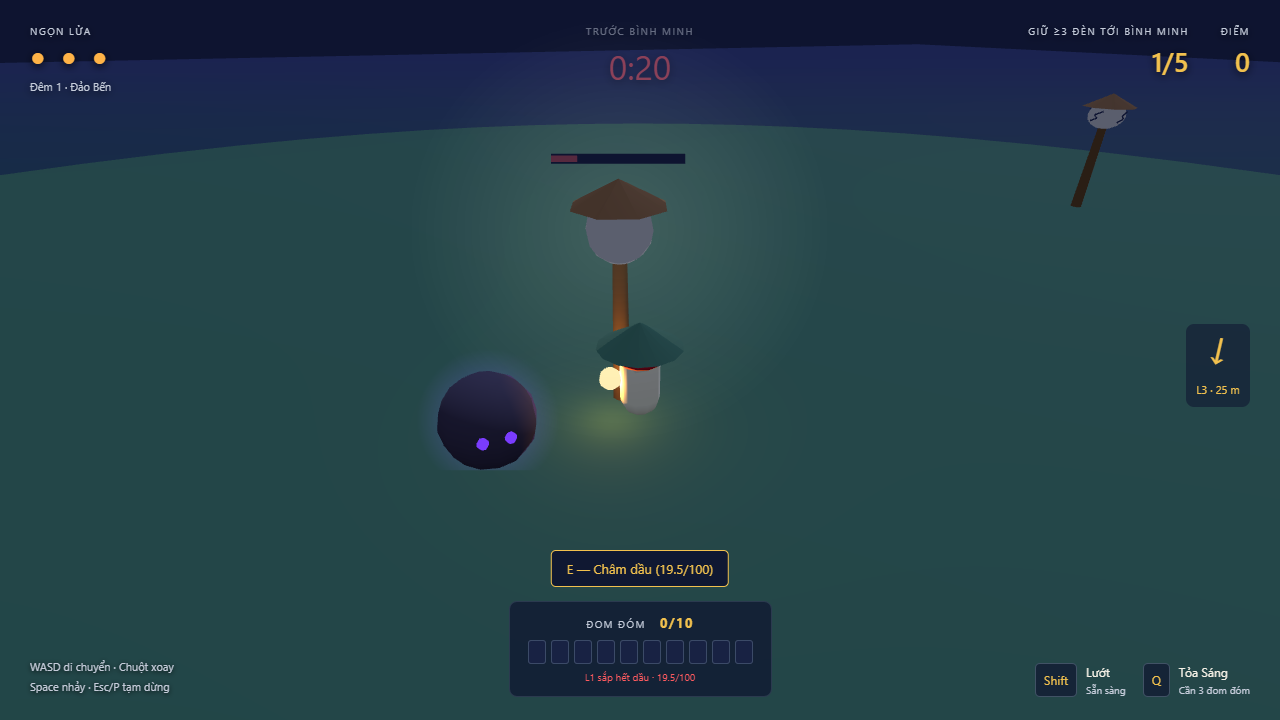 NGỌN LỬA
Đêm 1 · Đảo Bến
TRƯỚC BÌNH MINH
0:20
GIỮ ≥3 ĐÈN TỚI BÌNH MINH
1/5
ĐIỂM
0
L3 · 25 m
E — Châm dầu (19.5/100)
ĐOM ĐÓM 0/10
L1 sắp hết dầu · 19.5/100
WASD di chuyển · Chuột xoay
Space nhảy · Esc/P tạm dừng
Shift
Lướt
Sẵn sàng
Q
Tỏa Sáng
Cần 3 đom đóm